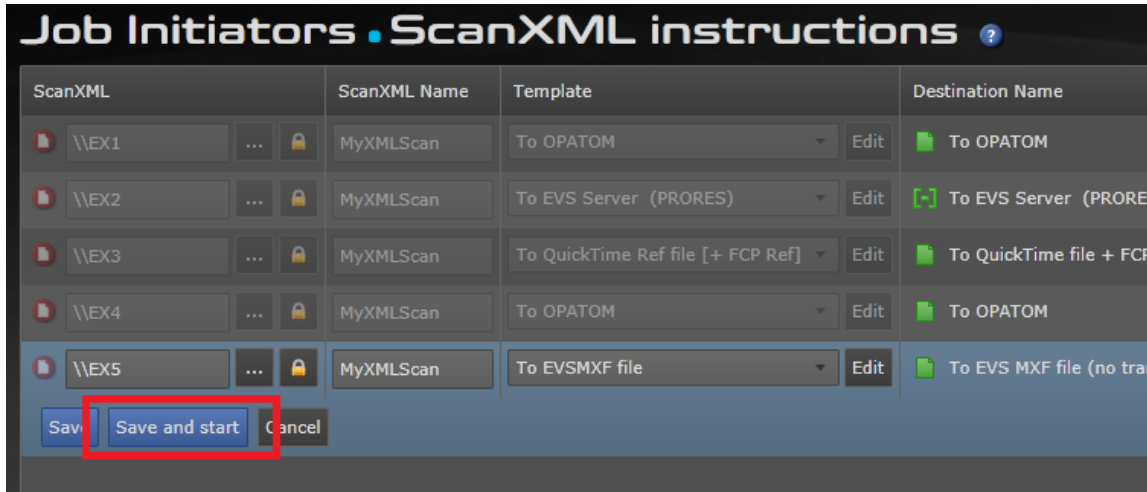 Job Initiators ScanXML instructions ?
ScanXML ScanXML Name Template Destination Name
\\EX1 ... MyXMLScan To OPATOM Edit To OPATOM
\\EX2 ... MyXMLScan To EVS Server (PRORES) Edit To EVS Server (PRORE
\\EX3 ... MyXMLScan To QuickTime Ref file [+ FCP Ref] Edit To QuickTime file + FCP
\\EX4 ... MyXMLScan To OPATOM Edit To OPATOM
\\EX5 ... MyXMLScan To EVSMXF file Edit To EVS MXF file (no tra
Save Save and start Cancel